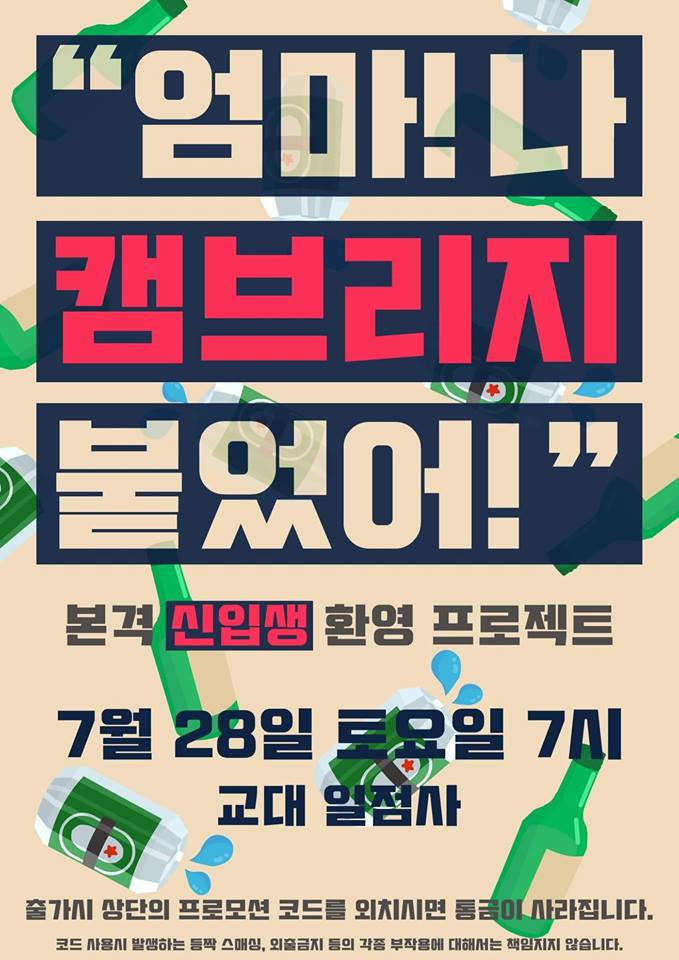 “엄마! 나
캠브리지
붙었어!”
본격 신입생 환영 프로젝트
7월 28일 토요일 7시
교대 일점사
출가시 상단의 프로모션 코드를 외치시면 통금이 사라집니다.
코드 사용시 발생하는 등짝 스매싱, 외출금지 등의 각종 부작용에 대해서는 책임지지 않습니다.